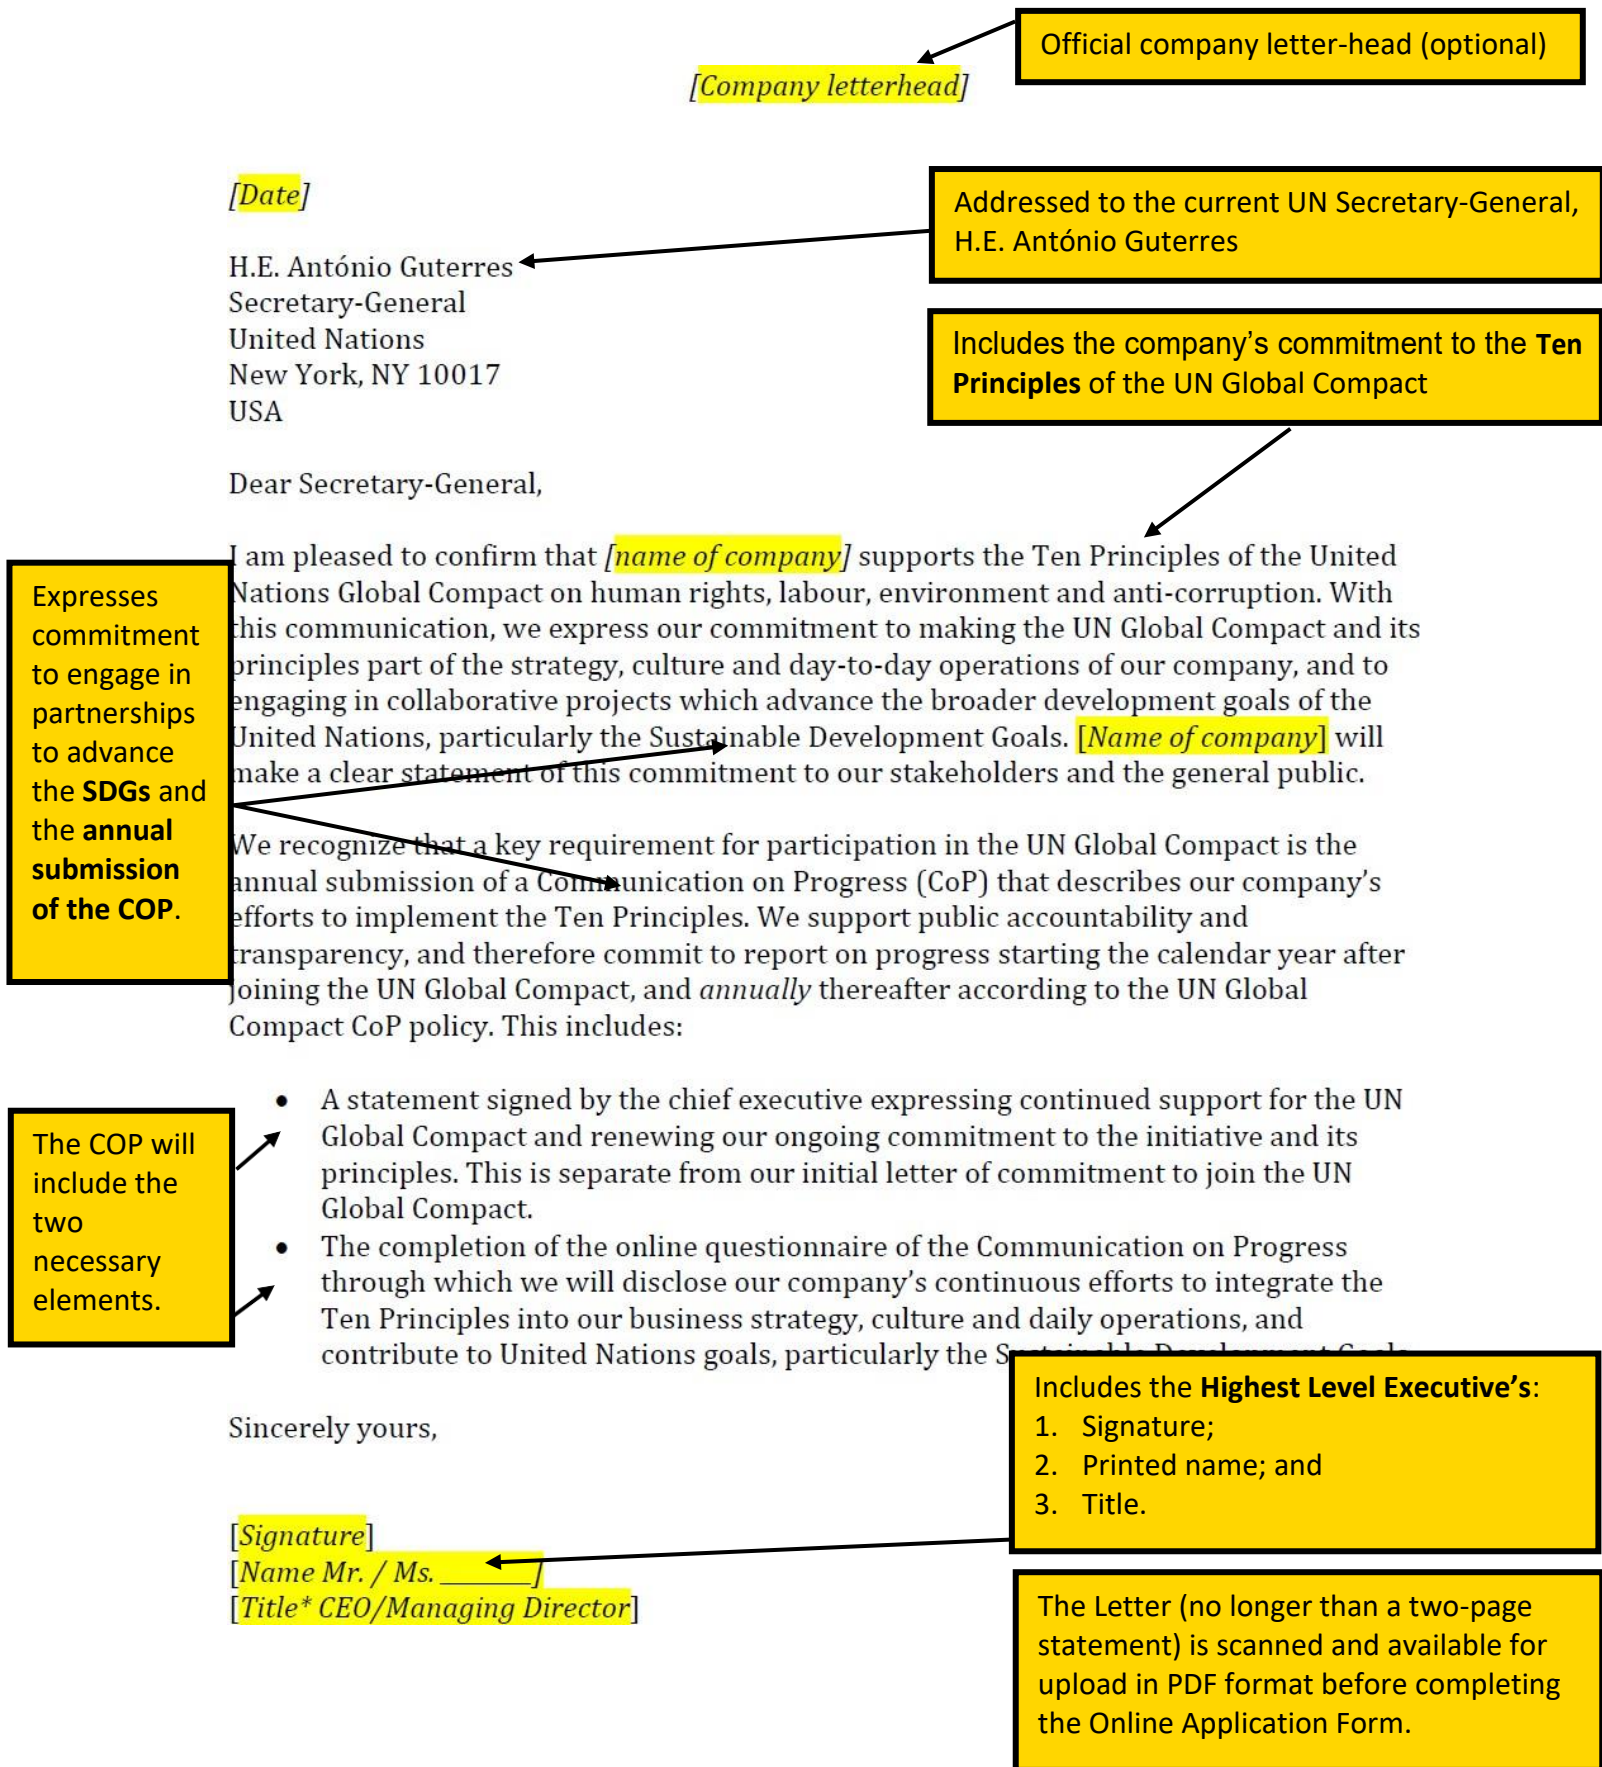 Official company letter-head (optional)
[Company letterhead]
[Date]
Addressed to the current UN Secretary-General,
H.E. António Guterres
H.E. António Guterres
Secretary-General
United Nations
New York, NY 10017
USA
Includes the company’s commitment to the Ten
Principles of the UN Global Compact
Dear Secretary-General,
I am pleased to confirm that [name of company] supports the Ten Principles of the United
Nations Global Compact on human rights, labour, environment and anti-corruption. With
this communication, we express our commitment to making the UN Global Compact and its
principles part of the strategy, culture and day-to-day operations of our company, and to
engaging in collaborative projects which advance the broader development goals of the
United Nations, particularly the Sustainable Development Goals. [Name of company] will
make a clear statement of this commitment to our stakeholders and the general public.
Expresses
commitment
to engage in
partnerships
to advance
the SDGs and
the annual
submission
of the COP.
We recognize that a key requirement for participation in the UN Global Compact is the
annual submission of a Communication on Progress (CoP) that describes our company’s
efforts to implement the Ten Principles. We support public accountability and
transparency, and therefore commit to report on progress starting the calendar year after
joining the UN Global Compact, and annually thereafter according to the UN Global
Compact CoP policy. This includes:
• A statement signed by the chief executive expressing continued support for the UN
Global Compact and renewing our ongoing commitment to the initiative and its
principles. This is separate from our initial letter of commitment to join the UN
Global Compact.
• The completion of the online questionnaire of the Communication on Progress
through which we will disclose our company’s continuous efforts to integrate the
Ten Principles into our business strategy, culture and daily operations, and
contribute to United Nations goals, particularly the Sustainable Development Goals
The COP will
include the
two
necessary
elements.
Sincerely yours,
Includes the Highest Level Executive’s:
1. Signature;
2. Printed name; and
3. Title.
[Signature]
[Name Mr. / Ms. _______]
[Title* CEO/Managing Director]
The Letter (no longer than a two-page
statement) is scanned and available for
upload in PDF format before completing
the Online Application Form.